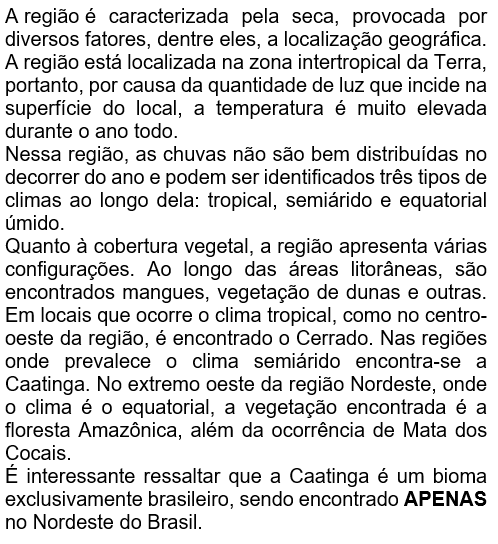 A região é caracterizada pela seca, provocada por
diversos fatores, dentre eles, a localização geográfica.
A região está localizada na zona intertropical da Terra,
portanto, por causa da quantidade de luz que incide na
superfície do local, a temperatura é muito elevada
durante o ano todo.
Nessa região, as chuvas não são bem distribuídas no
decorrer do ano e podem ser identificados três tipos de
climas ao longo dela: tropical, semiárido e equatorial
úmido.
Quanto à cobertura vegetal, a região apresenta várias
configurações. Ao longo das áreas litorâneas, são
encontrados mangues, vegetação de dunas e outras.
Em locais que ocorre o clima tropical, como no centro-
oeste da região, é encontrado o Cerrado. Nas regiões
onde prevalece o clima semiárido encontra-se a
Caatinga. No extremo oeste da região Nordeste, onde
o clima é o equatorial, a vegetação encontrada é a
floresta Amazônica, além da ocorrência de Mata dos
Cocais.
É interessante ressaltar que a Caatinga é um bioma
exclusivamente brasileiro, sendo encontrado APENAS
no Nordeste do Brasil.